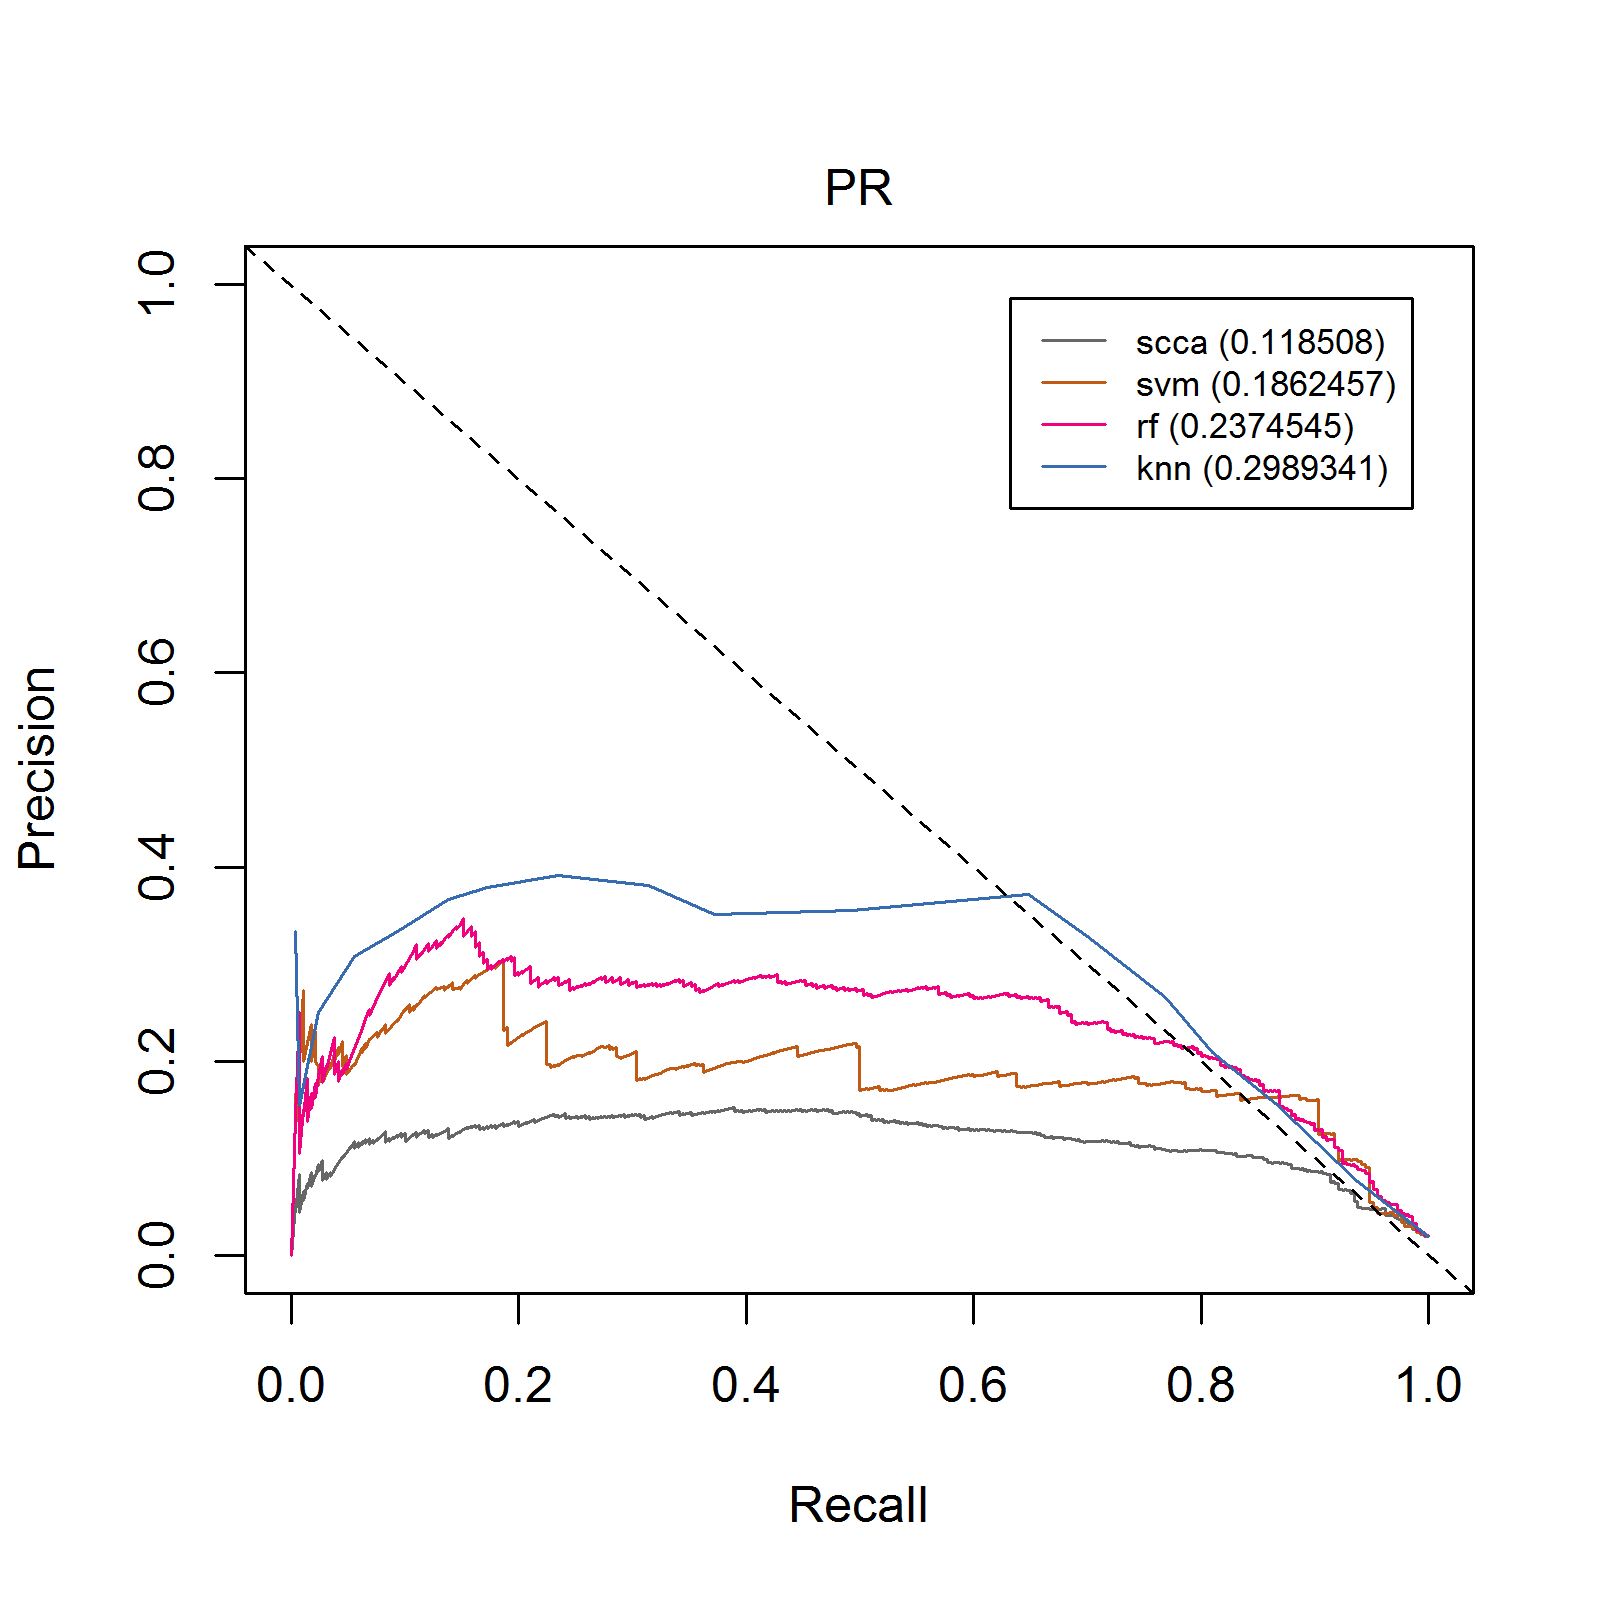 PR
1.0
0.8
0.6
0.4
0.2
0.0
Precision
scca (0.118508)
svm (0.1862457)
rf (0.2374545)
knn (0.2989341)
0.0 0.2 0.4 0.6 0.8 1.0
Recall